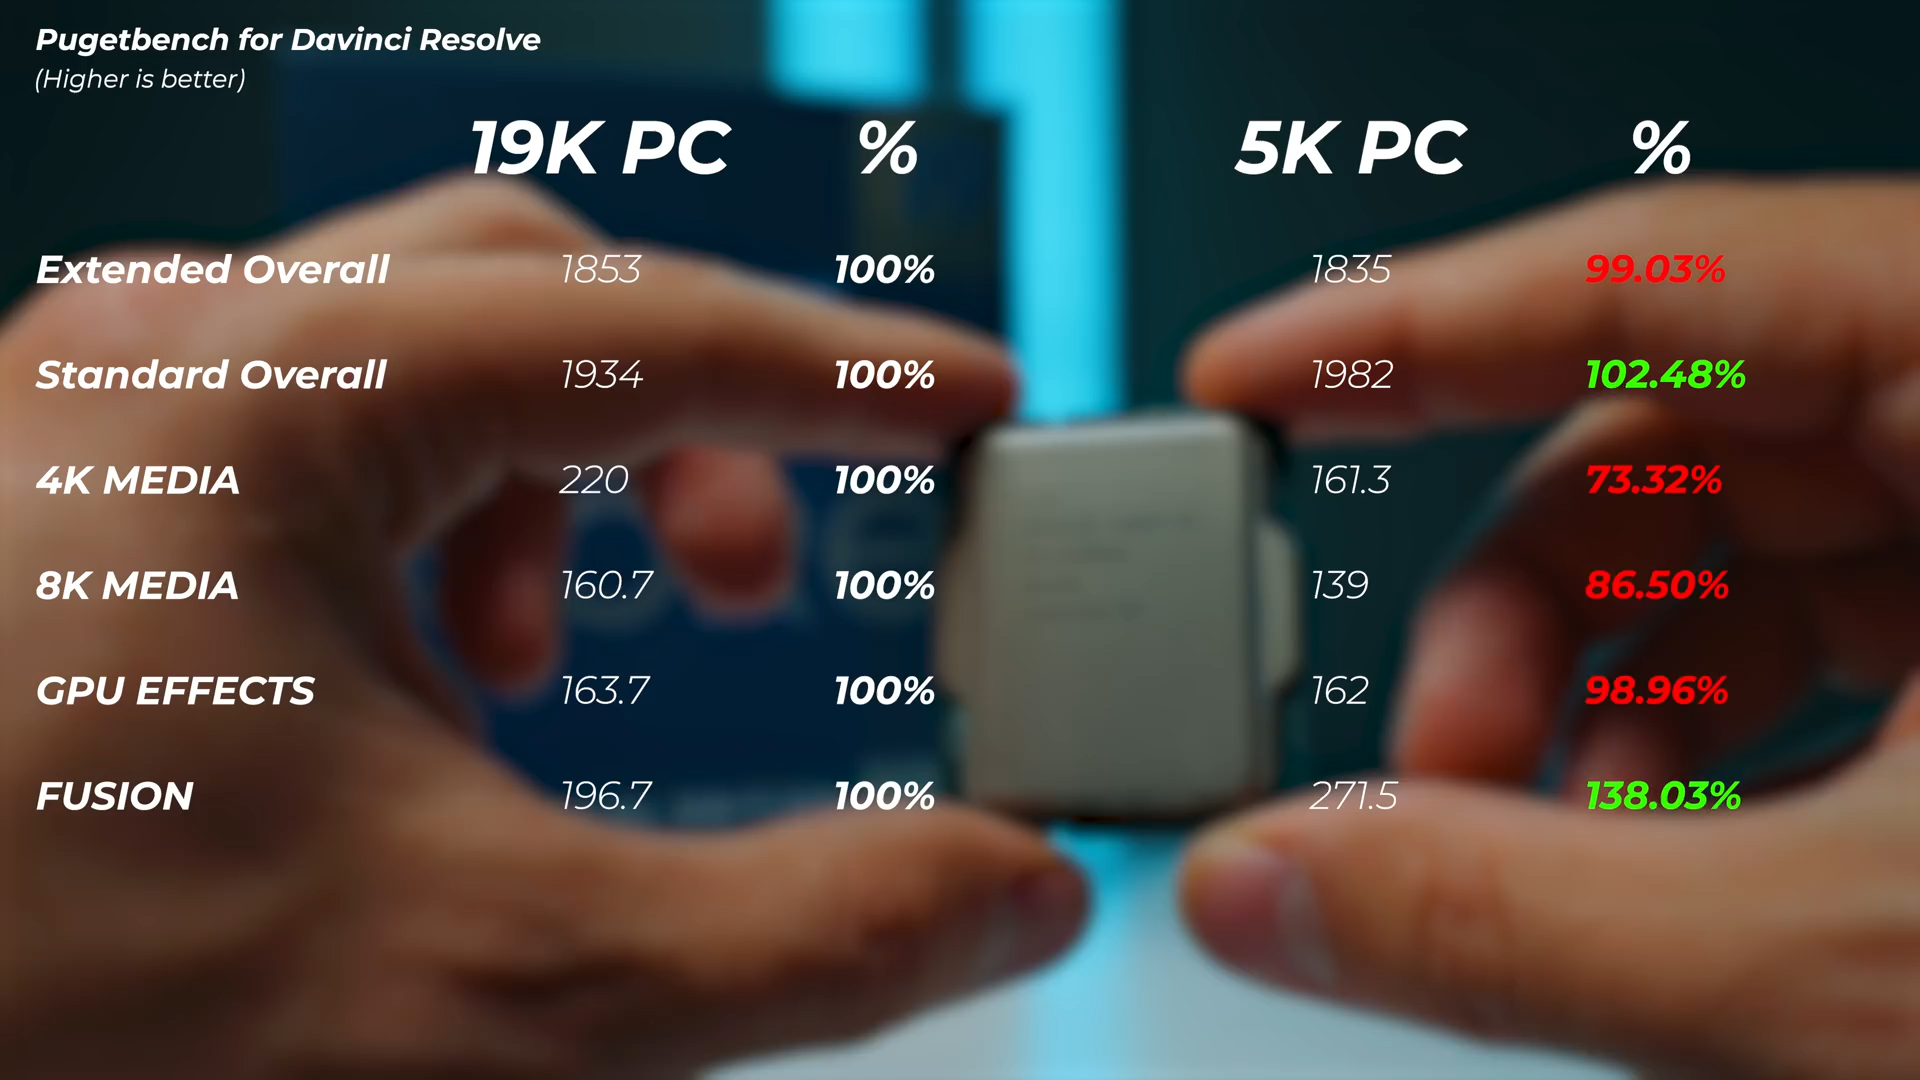 Pugetbench for Davinci Resolve
(Higher is better)
19K PC % 5K PC %
Extended Overall 1853 100% 1835 99.03%
Standard Overall 1934 100% 1982 102.48%
4K MEDIA 220 100% 161.3 73.32%
8K MEDIA 160.7 100% 139 86.50%
GPU EFFECTS 163.7 100% 162 98.96%
FUSION 196.7 100% 271.5 138.03%